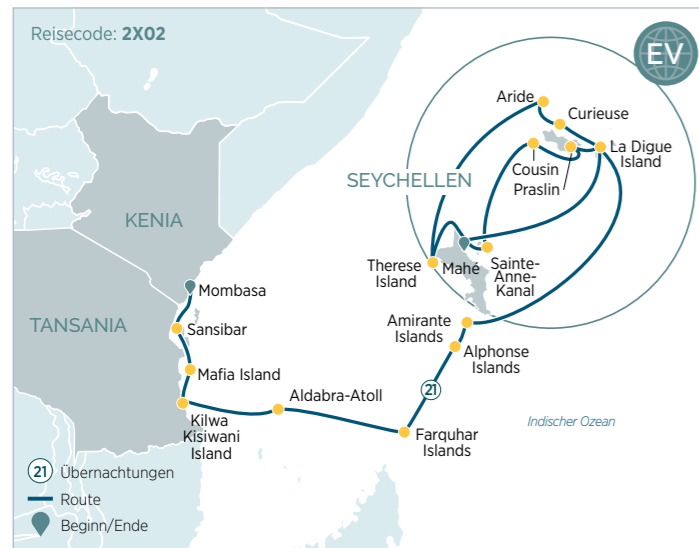 Reisecode: 2X02
EV
Aride
Curieuse
La Digue
Island
Cousin
Praslin
SEYCHELLEN
KENIA
Therese
Island
Mahé
Sainte-
Anne-
Kanal
Mombasa
TANSANIA
Sansibar
Amirante
Islands
Alphonse
Islands
Mafia Island
Aldabra-Atoll
21
Kilwa
Kisiwani
Island
Farquhar
Islands
Indischer Ozean
21 Übernachtungen
Route
Beginn/Ende